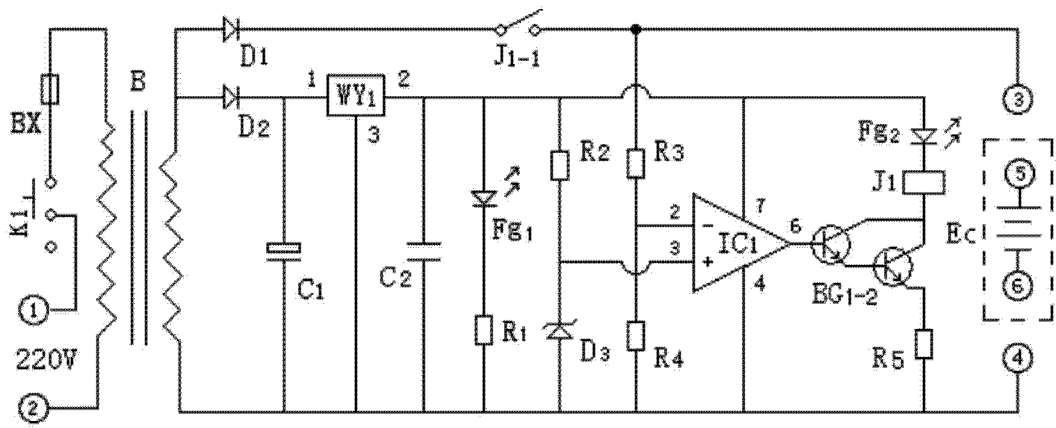 D1
J1-1
B
D2
1
WY1
2
3
BX
K1
1
220V
2
C1
C2
Fg1
R1
R2
D3
R3
R4
2
−
3
+
IC1
7
4
6
BG1-2
Fg2
J1
R5
3
5
Ec
6
4